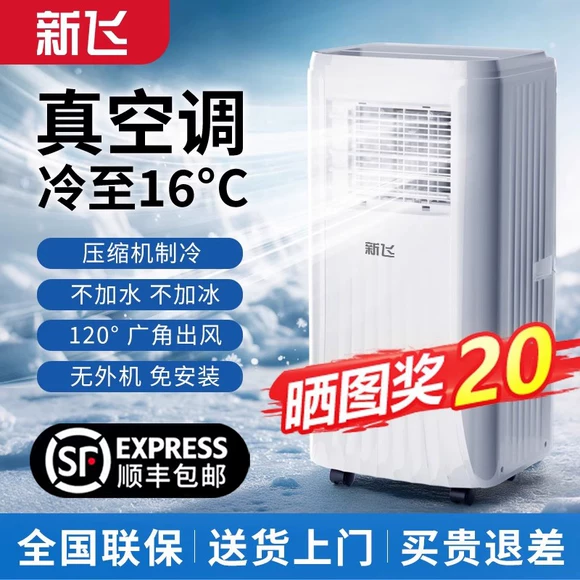 新飞
真空调
冷至16°C
压缩机制冷
不加水 不加冰
120° 广角出风
无外机 免安装
新飞
晒图奖 20
SF EXPRESS
顺丰包邮
全国联保 送货上门 买贵退差